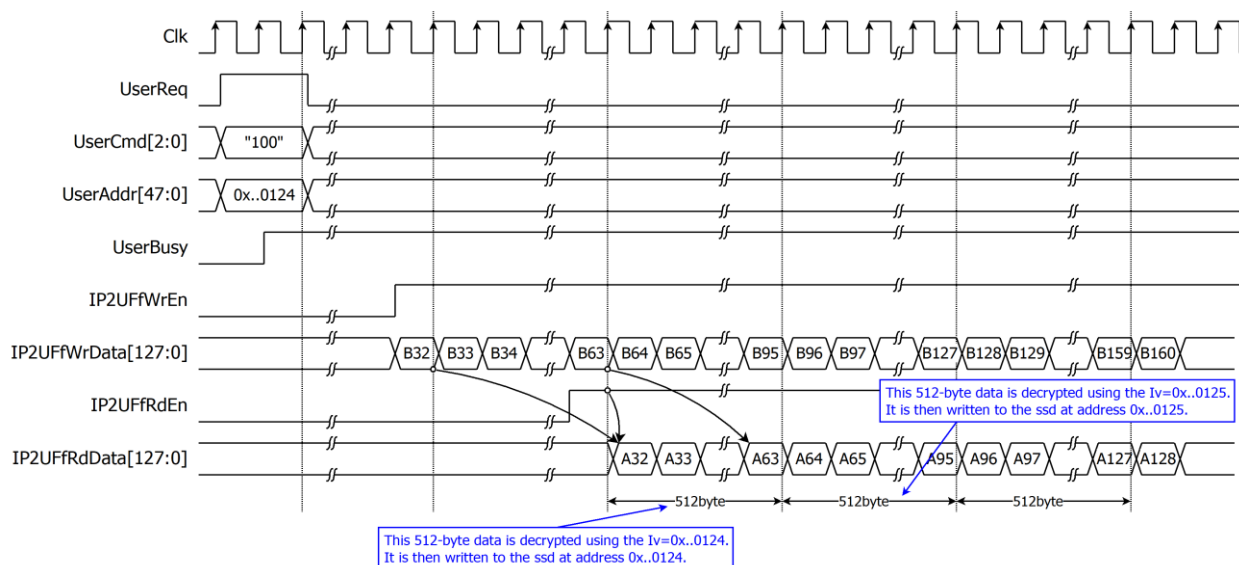 Clk
UserReq
UserCmd[2:0] "100"
UserAddr[47:0] 0x..0124
UserBusy
IP2UFfWrEn
IP2UFfWrData[127:0] B32 B33 B34 B63 B64 B65 B95 B96 B97 B127 B128 B129 B159 B160
This 512-byte data is decrypted using the Iv=0x..0125.
It is then written to the ssd at address 0x..0125.
IP2UFfRdEn
IP2UFfRdData[127:0] A32 A33 A63 A64 A65 A95 A96 A97 A127 A128
512byte 512byte 512byte
This 512-byte data is decrypted using the Iv=0x..0124.
It is then written to the ssd at address 0x..0124.